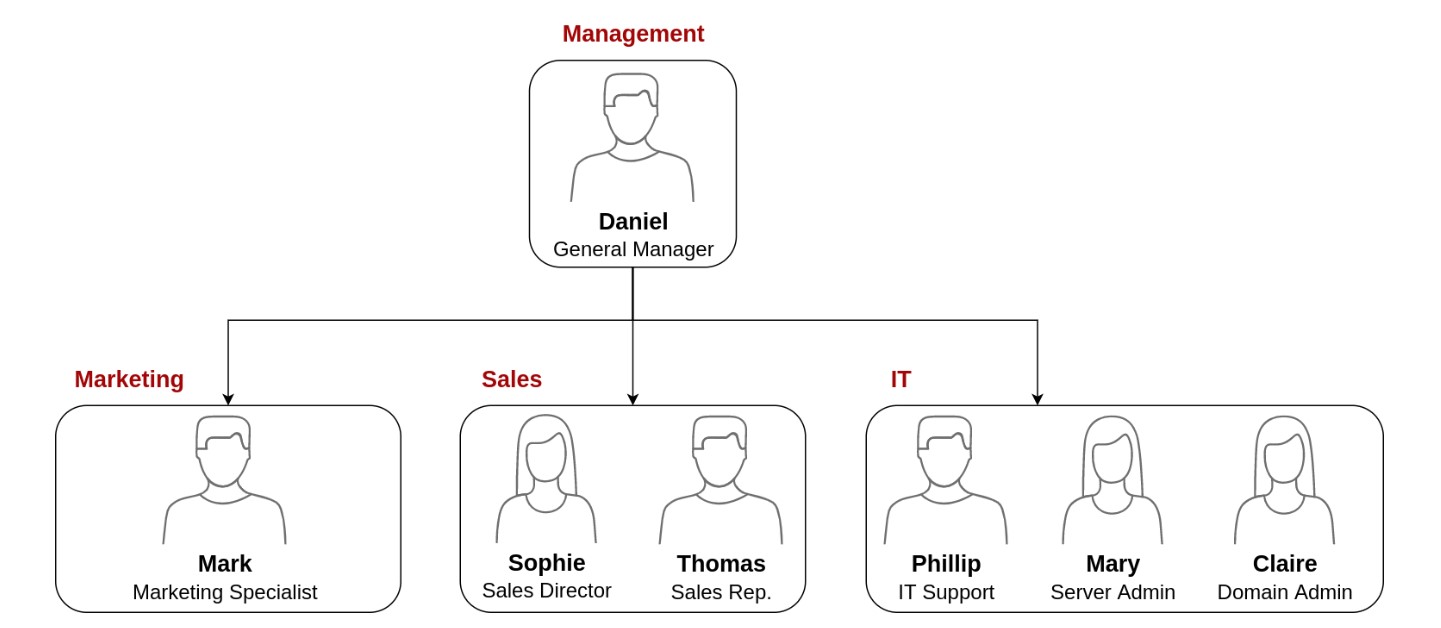 Management
Daniel
General Manager
Marketing
Mark
Marketing Specialist
Sales
Sophie
Sales Director
Thomas
Sales Rep.
IT
Phillip
IT Support
Mary
Server Admin
Claire
Domain Admin